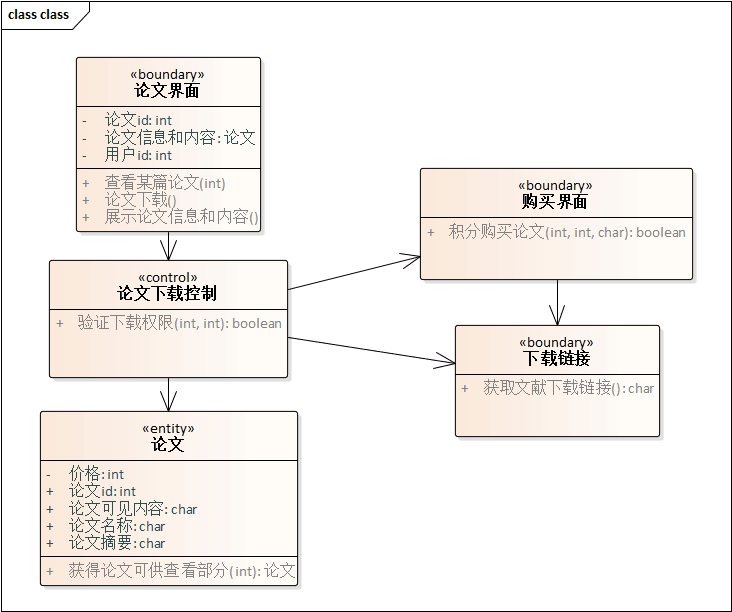 class class
«boundary»
论文界面
- 论文id: int
- 论文信息和内容: 论文
- 用户id: int
+ 查看某篇论文(int)
+ 论文下载()
+ 展示论文信息和内容()
«boundary»
购买界面
+ 积分购买论文(int, int, char): boolean
«control»
论文下载控制
+ 验证下载权限(int, int): boolean
«boundary»
下载链接
+ 获取文献下载链接(): char
«entity»
论文
- 价格: int
+ 论文id: int
+ 论文可见内容: char
+ 论文名称: char
+ 论文摘要: char
+ 获得论文可供查看部分(int): 论文